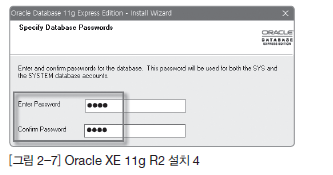 Oracle Database 11g Express Edition - Install Wizard
Specify Database Passwords
ORACLE
DATABASE
EXPRESS EDITION
Enter and confirm passwords for the database. This password will be used for both the SYS and
the SYSTEM database accounts.
Enter Password ●●●●
Confirm Password ●●●●
[그림 2-7] Oracle XE 11g R2 설치 4